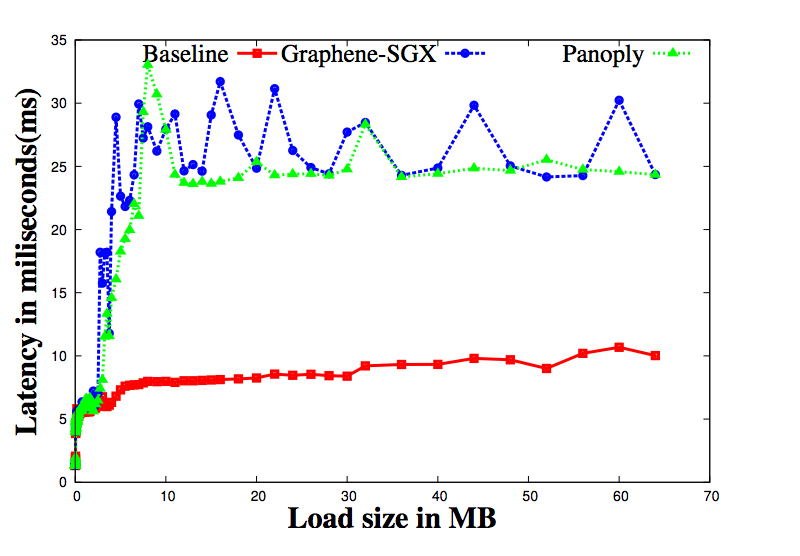 35
Baseline Graphene-SGX Panoply
30
25
20
15
10
5
0
0 10 20 30 40 50 60 70
Latency in miliseconds(ms)
Load size in MB